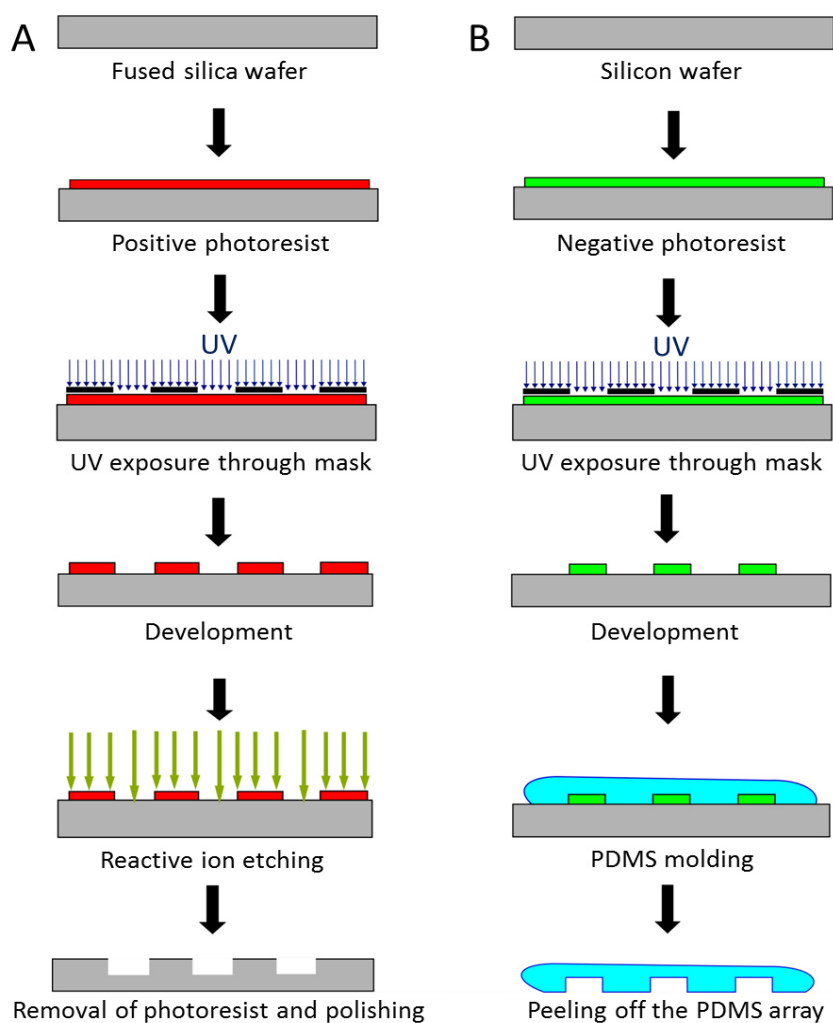 A
Fused silica wafer
Positive photoresist
UV
UV exposure through mask
Development
Reactive ion etching
Removal of photoresist and polishing
B
Silicon wafer
Negative photoresist
UV
UV exposure through mask
Development
PDMS molding
Peeling off the PDMS array